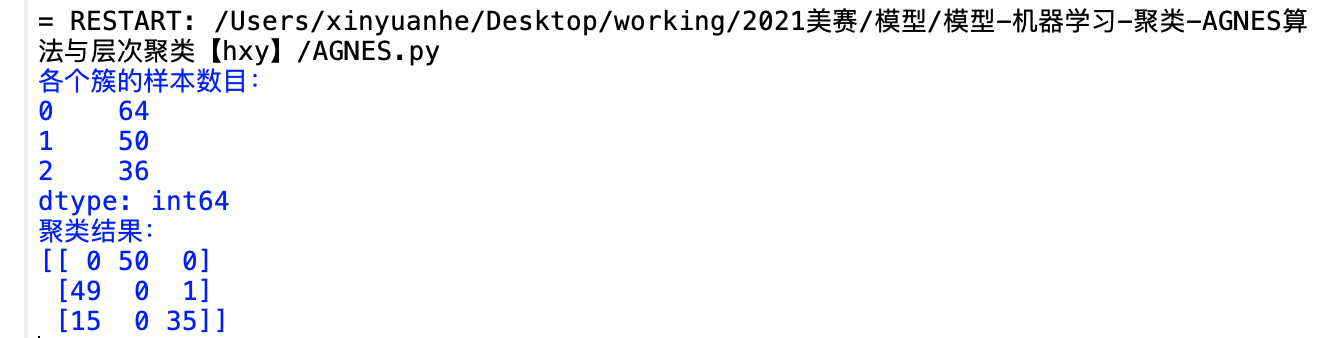 = RESTART: /Users/xinyuanhe/Desktop/working/2021美赛/模型/模型-机器学习-聚类-AGNES算
法与层次聚类【hxy】/AGNES.py
各个簇的样本数目：
0    64
1    50
2    36
dtype: int64
聚类结果：
[[ 0 50  0]
 [49  0  1]
 [15  0 35]]